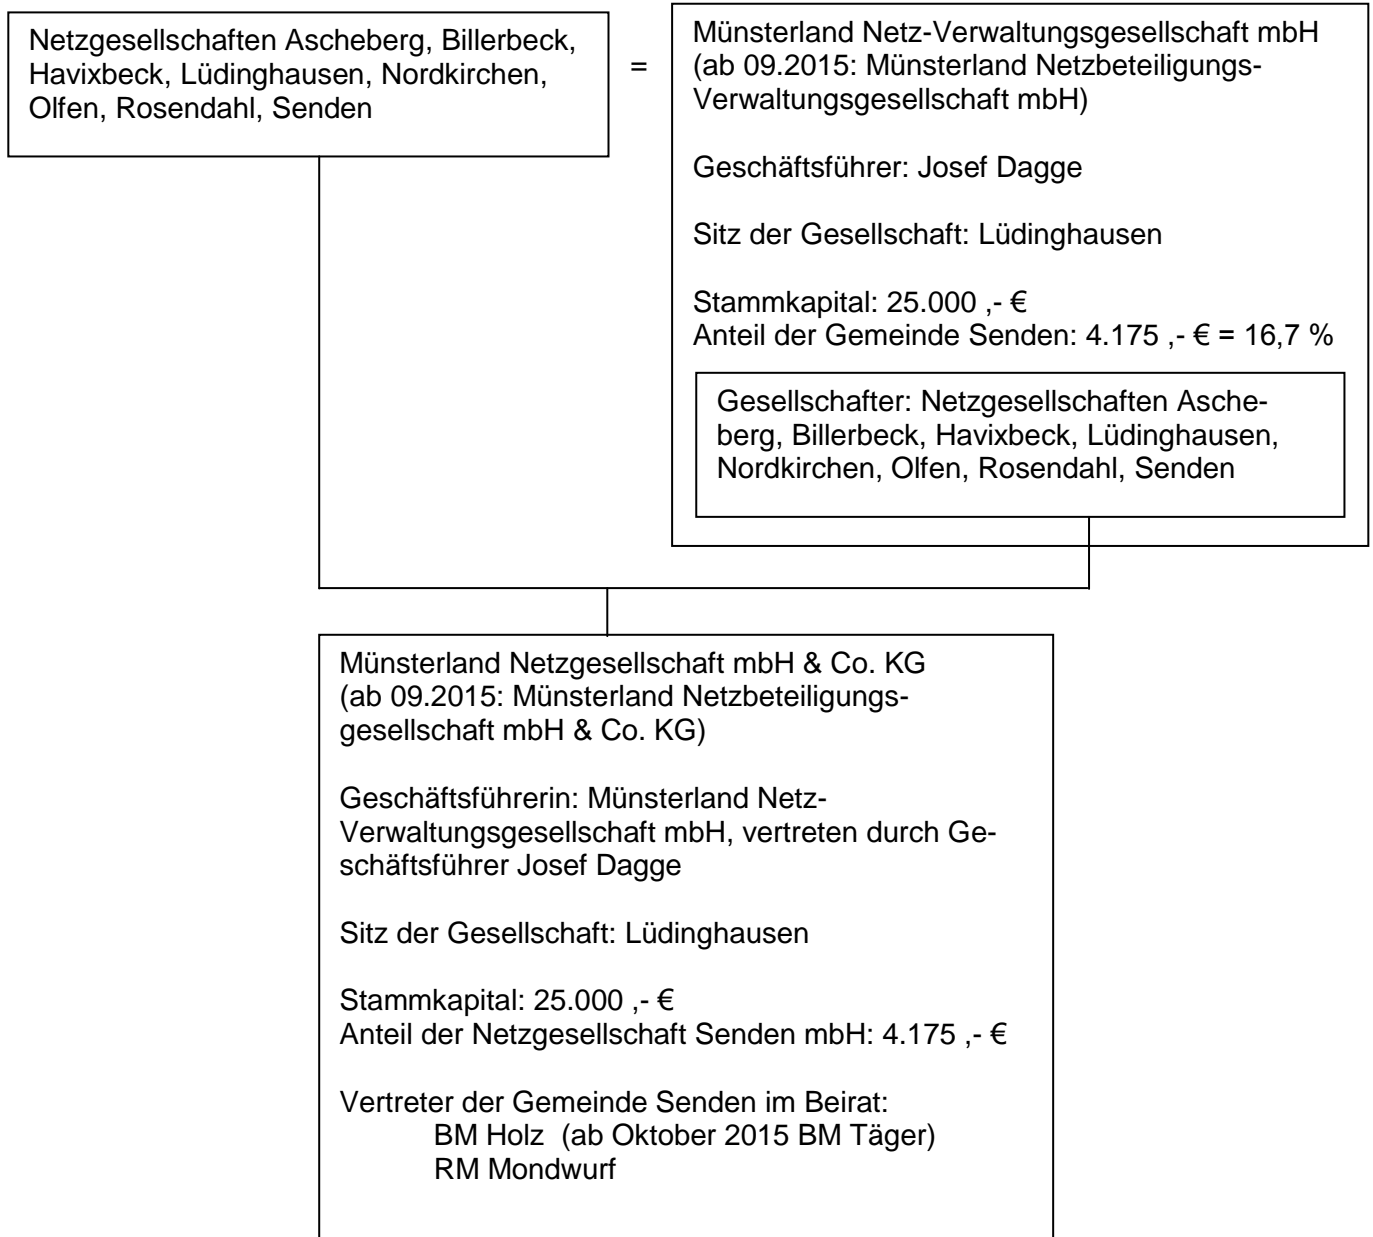 Netzgesellschaften Ascheberg, Billerbeck,
Havixbeck, Lüdinghausen, Nordkirchen,
Olfen, Rosendahl, Senden
=
Münsterland Netz-Verwaltungsgesellschaft mbH
(ab 09.2015: Münsterland Netzbeteiligungs-
Verwaltungsgesellschaft mbH)
Geschäftsführer: Josef Dagge
Sitz der Gesellschaft: Lüdinghausen
Stammkapital: 25.000 ,- €
Anteil der Gemeinde Senden: 4.175 ,- € = 16,7 %
Gesellschafter: Netzgesellschaften Asche-
berg, Billerbeck, Havixbeck, Lüdinghausen,
Nordkirchen, Olfen, Rosendahl, Senden
Münsterland Netzgesellschaft mbH & Co. KG
(ab 09.2015: Münsterland Netzbeteiligungs-
gesellschaft mbH & Co. KG)
Geschäftsführerin: Münsterland Netz-
Verwaltungsgesellschaft mbH, vertreten durch Ge-
schäftsführer Josef Dagge
Sitz der Gesellschaft: Lüdinghausen
Stammkapital: 25.000 ,- €
Anteil der Netzgesellschaft Senden mbH: 4.175 ,- €
Vertreter der Gemeinde Senden im Beirat:
BM Holz  (ab Oktober 2015 BM Täger)
RM Mondwurf